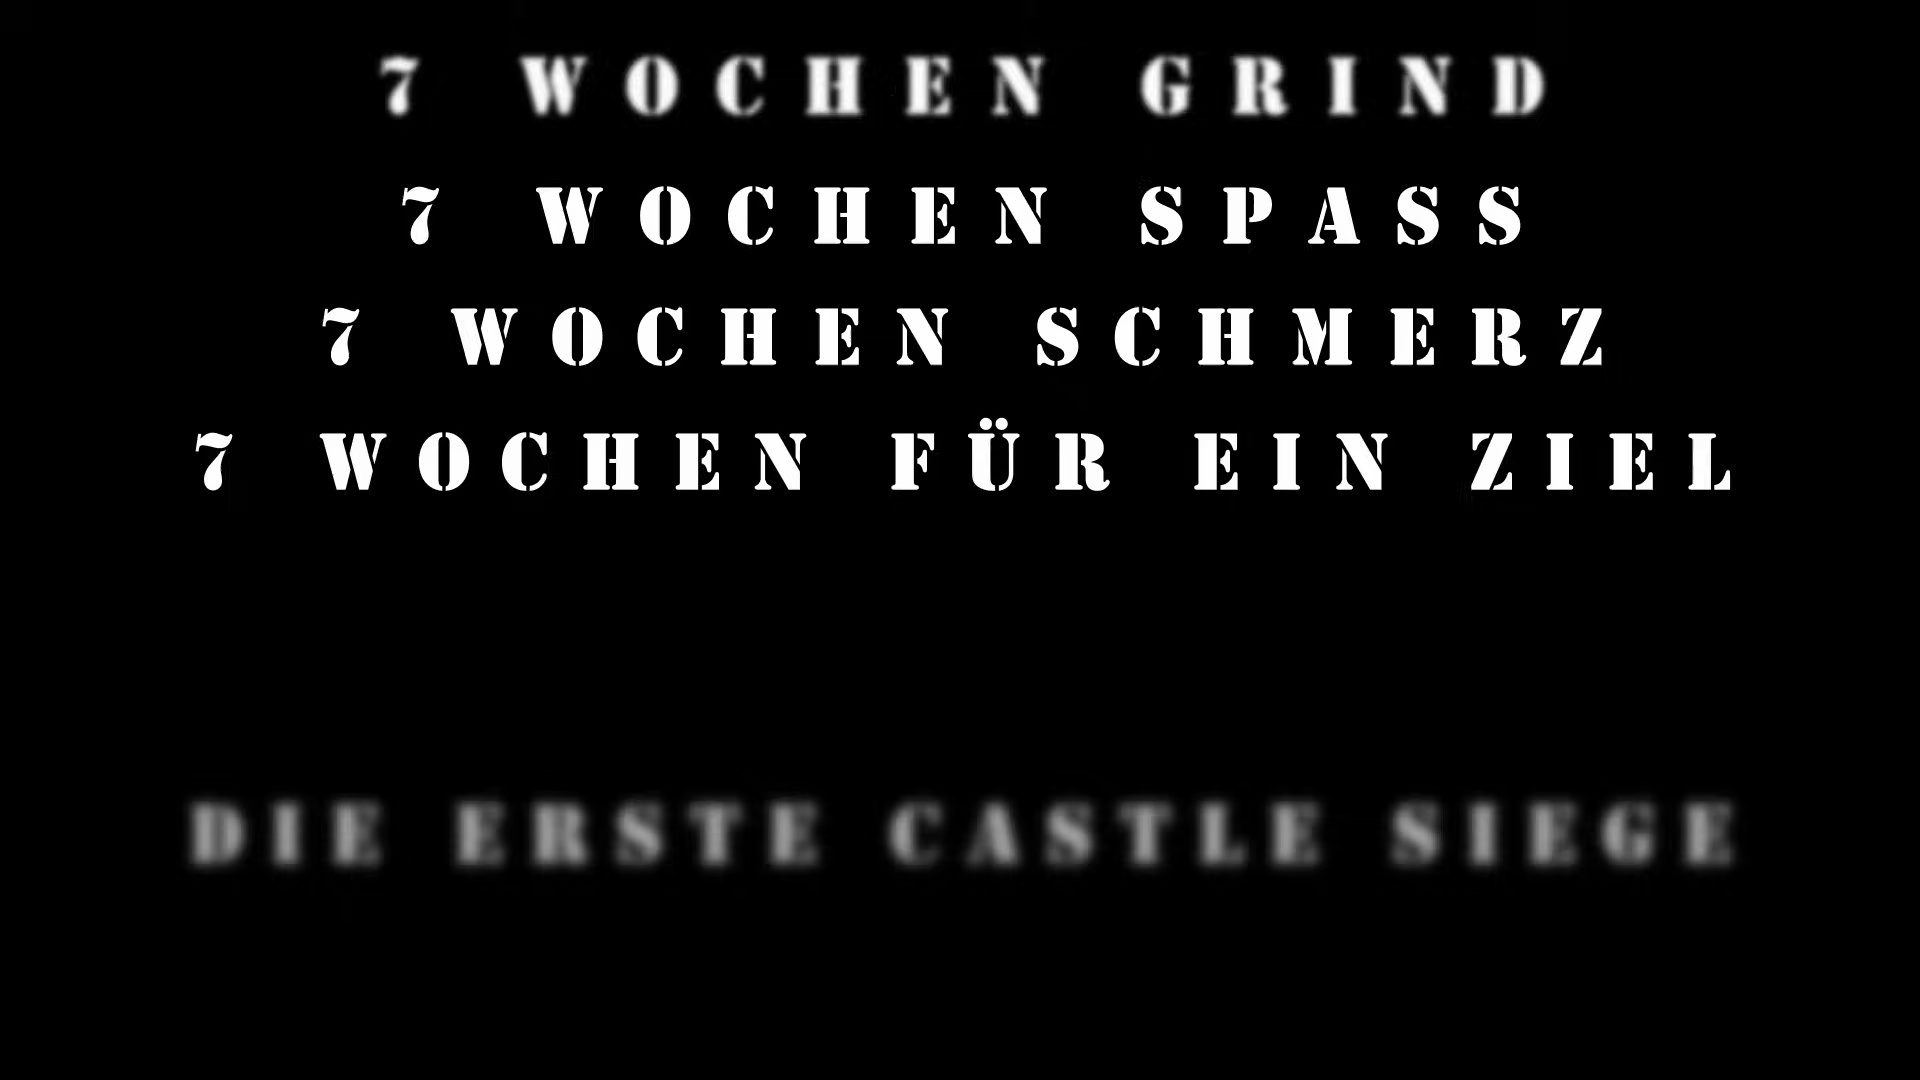 7 WOCHEN GRIND
7 WOCHEN SPASS
7 WOCHEN SCHMERZ
7 WOCHEN FÜR EIN ZIEL
DIE ERSTE CASTLE SIEGE